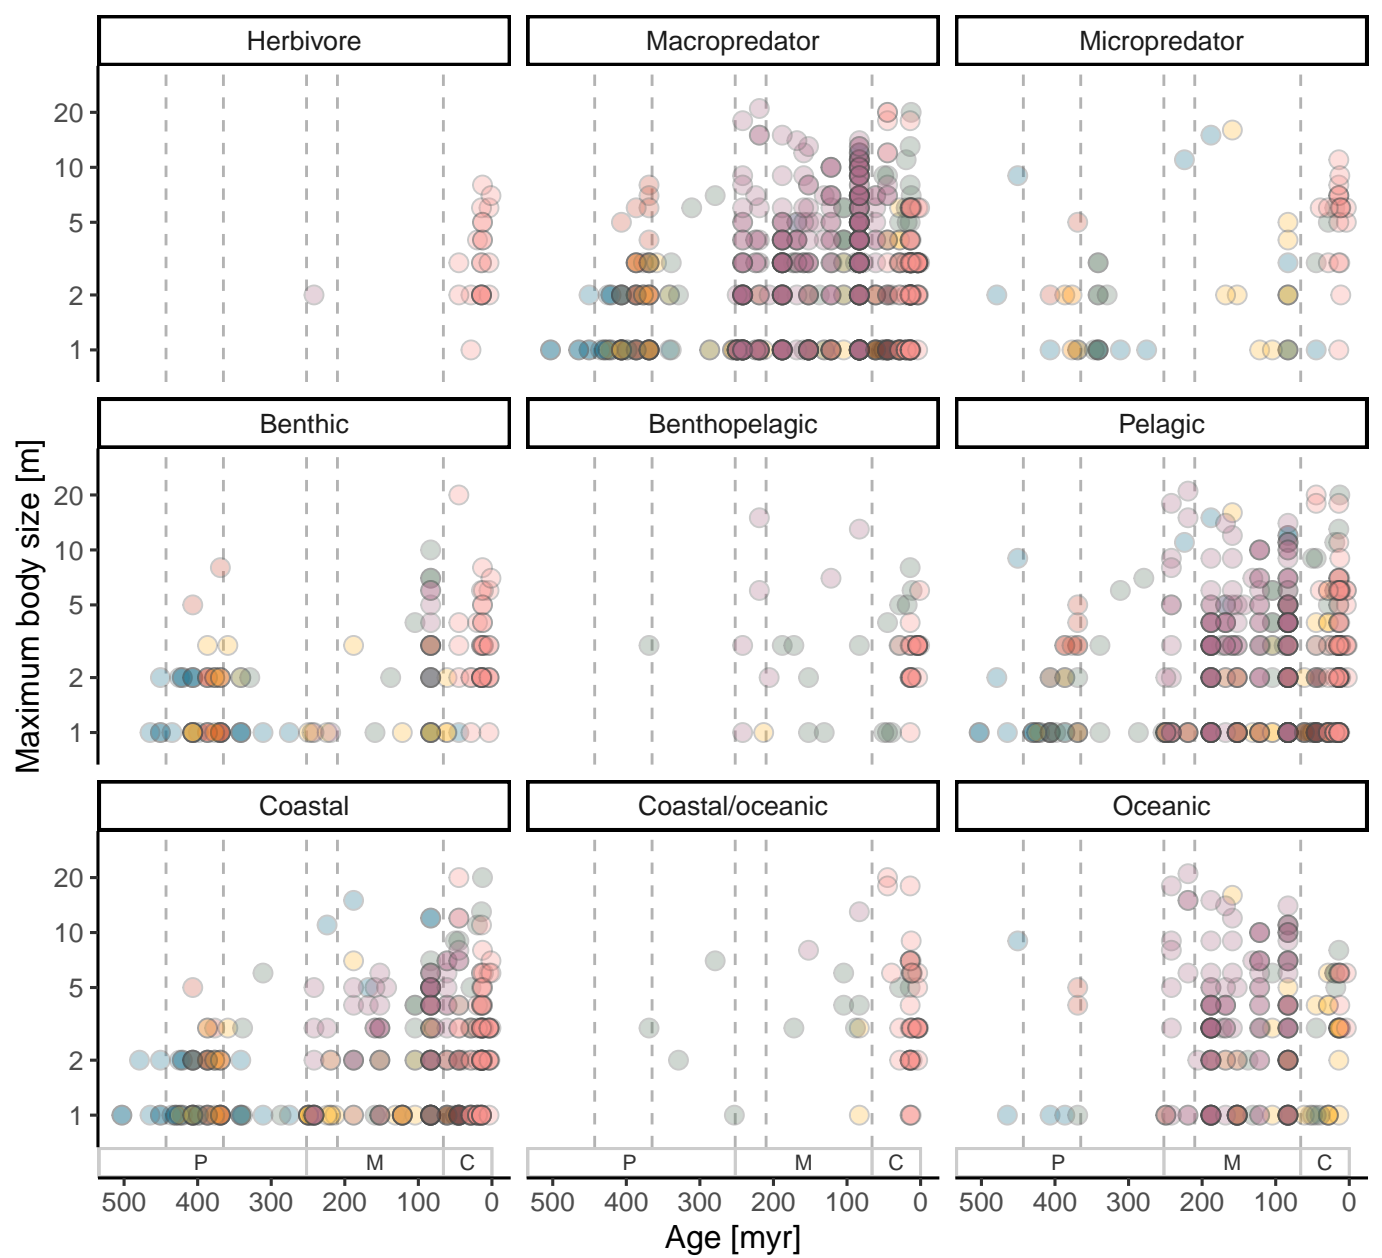 Herbivore Macropredator Micropredator
20
10
5
2
1
Benthic Benthopelagic Pelagic
20
10
5
2
1
Maximum body size [m]
Coastal Coastal/oceanic Oceanic
20
10
5
2
1
P M C P M C P M C
500 400 300 200 100 0 500 400 300 200 100 0 500 400 300 200 100 0
Age [myr]